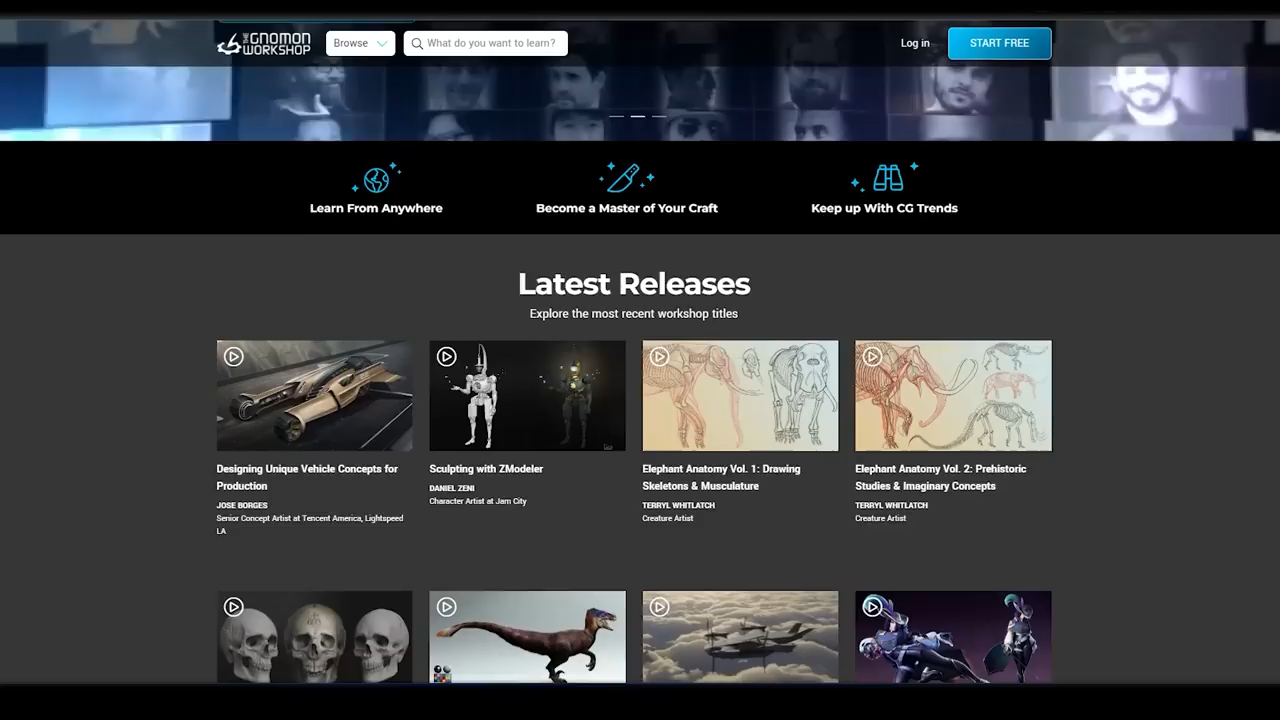 THE GNOMON WORKSHOP
Browse
What do you want to learn?
Log in
START FREE
Learn From Anywhere
Become a Master of Your Craft
Keep up With CG Trends
Latest Releases
Explore the most recent workshop titles
Designing Unique Vehicle Concepts for
Production
JOSE BORGES
Senior Concept Artist at Tencent America, Lightspeed
LA
Sculpting with ZModeler
DANIEL ZENI
Character Artist at Jam City
Elephant Anatomy Vol. 1: Drawing
Skeletons & Musculature
TERRYL WHITLATCH
Creature Artist
Elephant Anatomy Vol. 2: Prehistoric
Studies & Imaginary Concepts
TERRYL WHITLATCH
Creature Artist